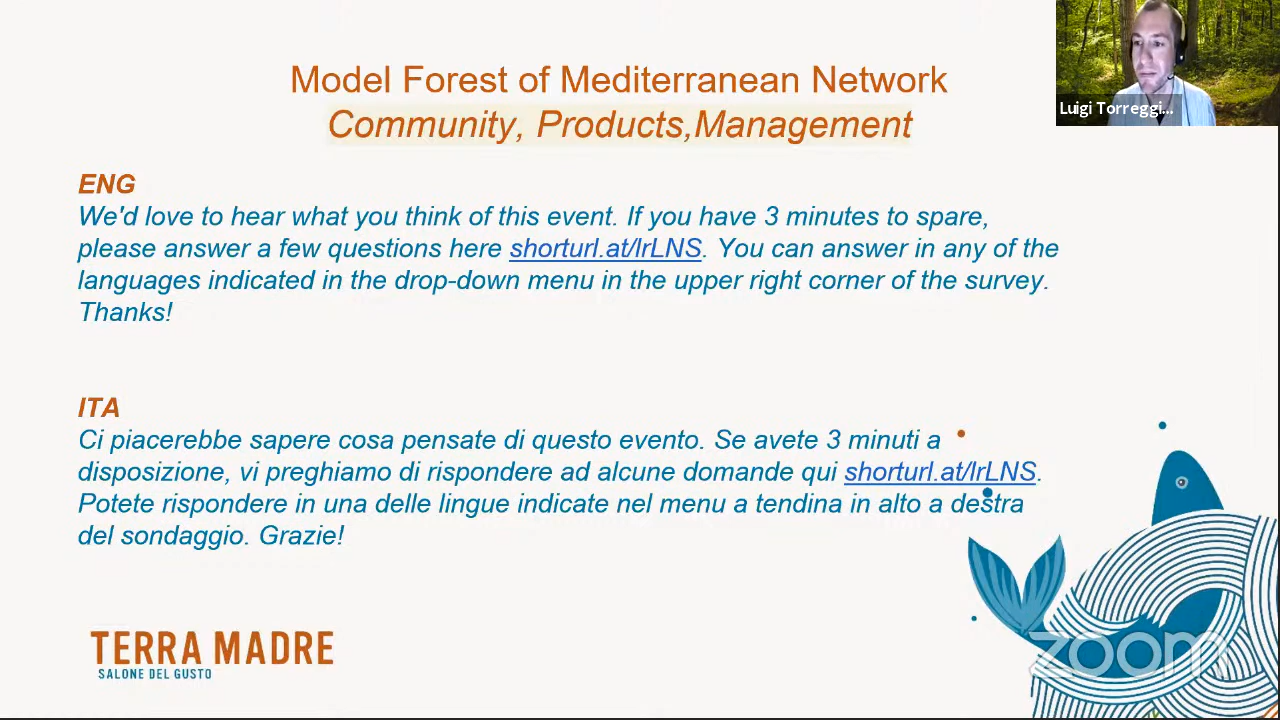 Model Forest of Mediterranean Network
Community, Products,Management
Luigi Torreggi...
ENG
We'd love to hear what you think of this event. If you have 3 minutes to spare,
please answer a few questions here shorturl.at/lrLNS. You can answer in any of the
languages indicated in the drop-down menu in the upper right corner of the survey.
Thanks!
ITA
Ci piacerebbe sapere cosa pensate di questo evento. Se avete 3 minuti a
disposizione, vi preghiamo di rispondere ad alcune domande qui shorturl.at/lrLNS.
Potete rispondere in una delle lingue indicate nel menu a tendina in alto a destra
del sondaggio. Grazie!
TERRA MADRE
SALONE DEL GUSTO
zoom